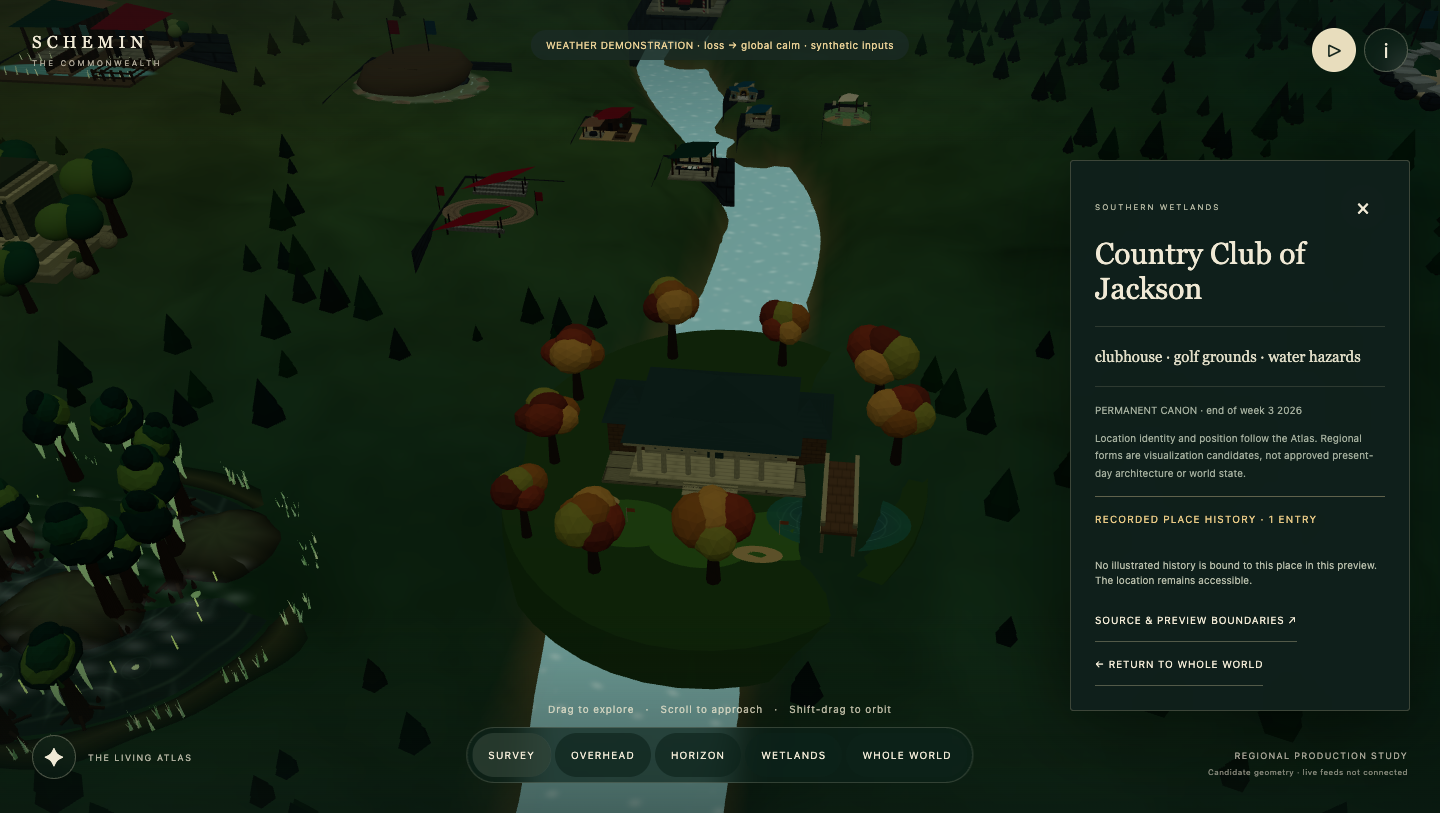 SCHEMIN
THE COMMONWEALTH
WEATHER DEMONSTRATION · loss → global calm · synthetic inputs
i
SOUTHERN WETLANDS
×
Country Club of
Jackson
clubhouse · golf grounds · water hazards
PERMANENT CANON · end of week 3 2026
Location identity and position follow the Atlas. Regional
forms are visualization candidates, not approved present-
day architecture or world state.
RECORDED PLACE HISTORY · 1 ENTRY
No illustrated history is bound to this place in this preview.
The location remains accessible.
SOURCE & PREVIEW BOUNDARIES ↗
← RETURN TO WHOLE WORLD
Drag to explore · Scroll to approach · Shift-drag to orbit
SURVEY OVERHEAD HORIZON WETLANDS WHOLE WORLD
THE LIVING ATLAS
REGIONAL PRODUCTION STUDY
Candidate geometry · live feeds not connected